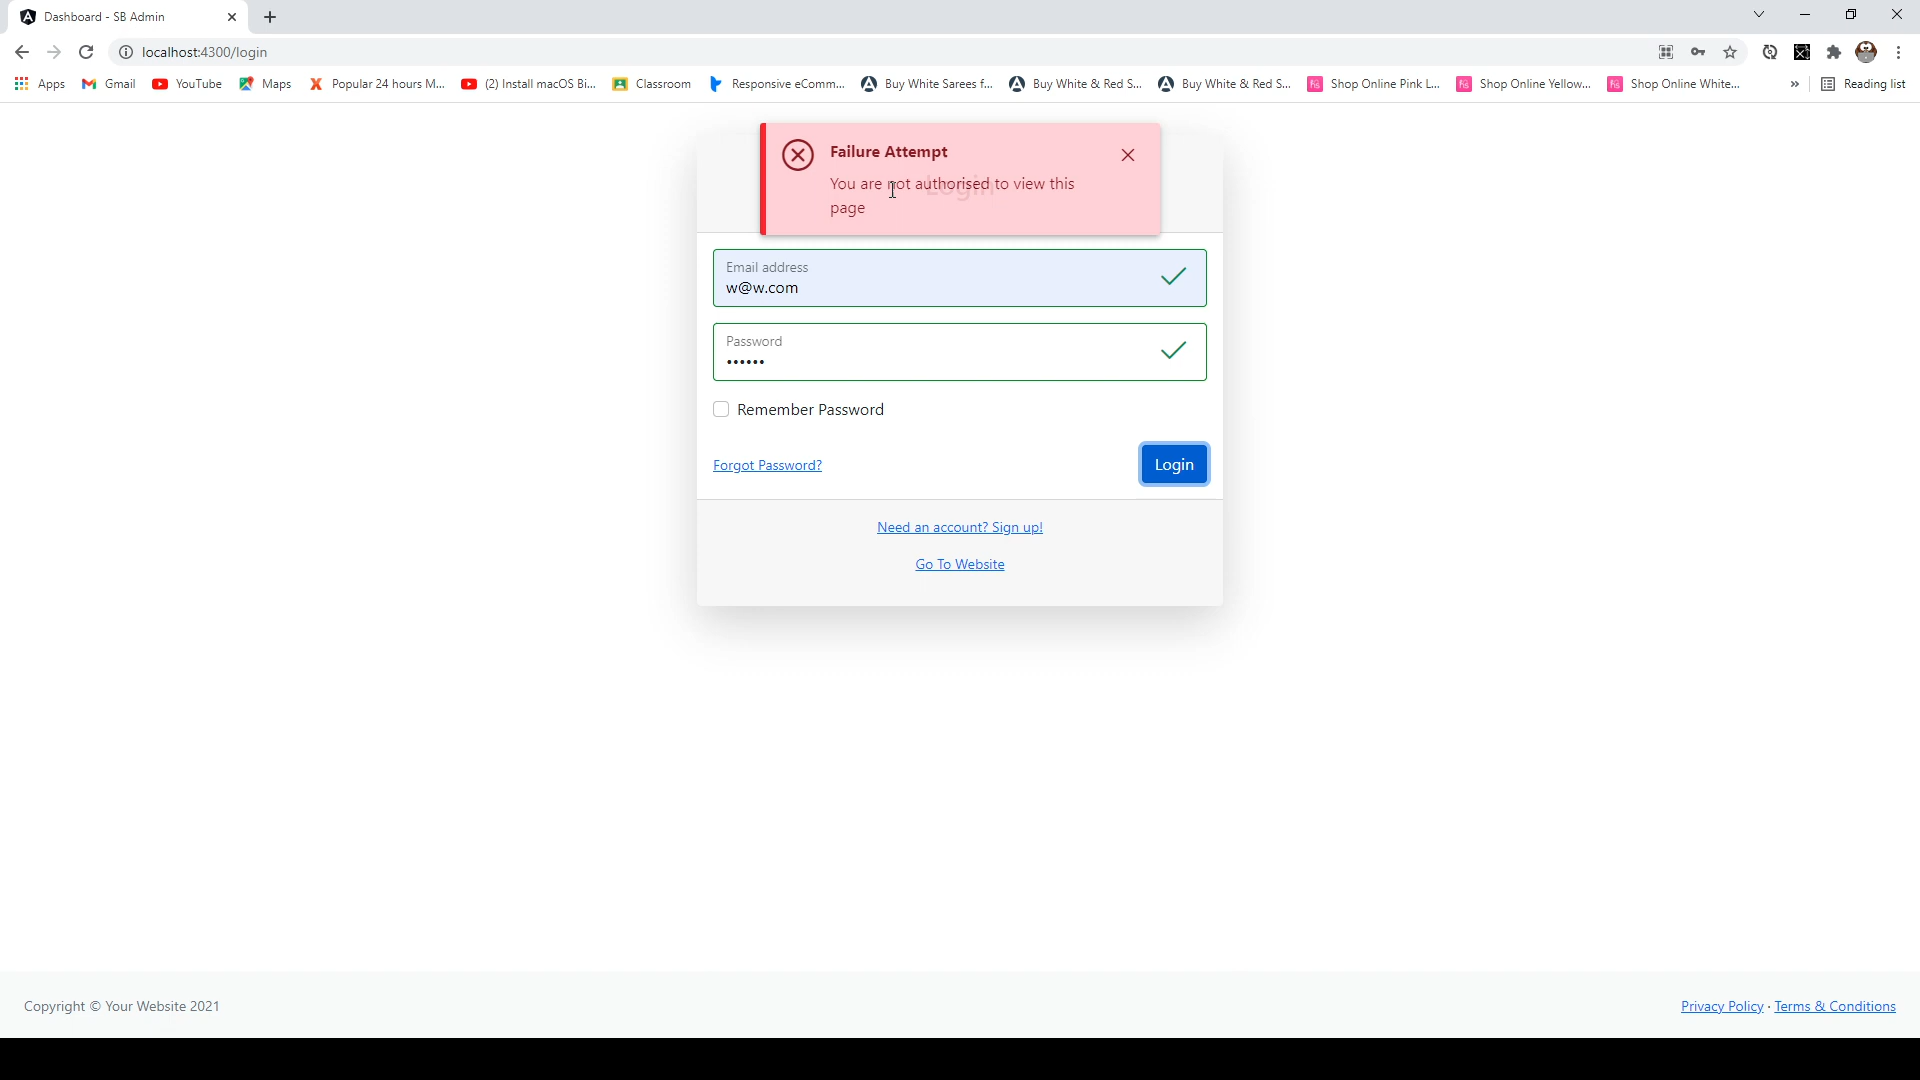 Dashboard - SB Admin
localhost:4300/login
Apps Gmail YouTube Maps Popular 24 hours M... (2) Install macOS Bi... Classroom Responsive eComm... Buy White Sarees f... Buy White & Red S... Buy White & Red S... Shop Online Pink L... Shop Online Yellow... Shop Online White... » Reading list
Failure Attempt
You are not authorised to view this
page
Login
Email address
w@w.com
Password
••••••
Remember Password
Forgot Password? Login
Need an account? Sign up!
Go To Website
Copyright © Your Website 2021 Privacy Policy · Terms & Conditions